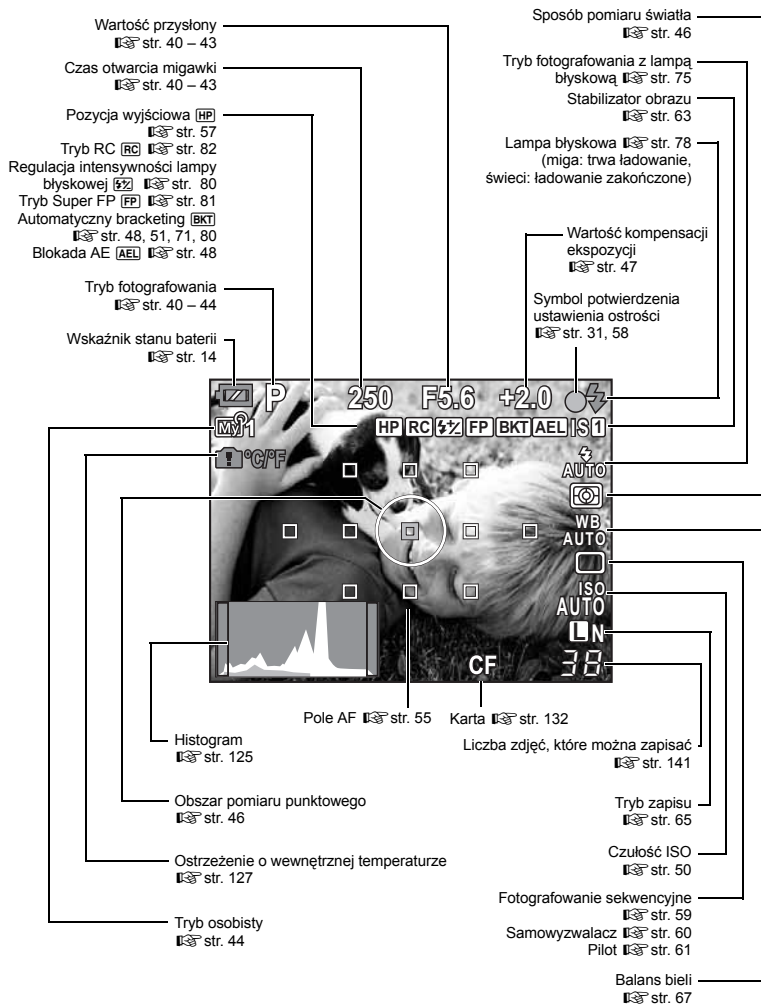 Wartość przysłony
☞ str. 40 – 43
Czas otwarcia migawki
☞ str. 40 – 43
Pozycja wyjściowa HP
☞ str. 57
Tryb RC RC ☞ str. 82
Regulacja intensywności lampy
błyskowej ☞ str. 80
Tryb Super FP FP ☞ str. 81
Automatyczny bracketing BKT
☞ str. 48, 51, 71, 80
Blokada AE AEL ☞ str. 48
Tryb fotografowania
☞ str. 40 – 44
Wskaźnik stanu baterii
☞ str. 14
Sposób pomiaru światła
☞ str. 46
Tryb fotografowania z lampą
błyskową ☞ str. 75
Stabilizator obrazu
☞ str. 63
Lampa błyskowa ☞ str. 78
(miga: trwa ładowanie,
świeci: ładowanie zakończone)
Wartość kompensacji
ekspozycji
☞ str. 47
Symbol potwierdzenia
ustawienia ostrości
☞ str. 31, 58
P 250 F5.6 +2.0
My 1 HP RC FP BKT AEL IS 1
°C/°F
AUTO
WB
AUTO
ISO
AUTO
L N
CF 38
Pole AF ☞ str. 55
Karta ☞ str. 132
Histogram
☞ str. 125
Liczba zdjęć, które można zapisać
☞ str. 141
Obszar pomiaru punktowego
☞ str. 46
Tryb zapisu
☞ str. 65
Ostrzeżenie o wewnętrznej temperaturze
☞ str. 127
Czułość ISO
☞ str. 50
Tryb osobisty
☞ str. 44
Fotografowanie sekwencyjne
☞ str. 59
Samowyzwalacz ☞ str. 60
Pilot ☞ str. 61
Balans bieli
☞ str. 67